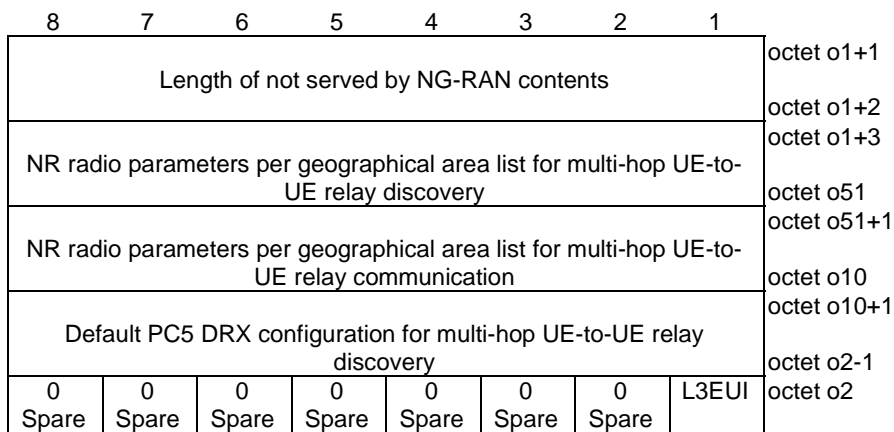 8 7 6 5 4 3 2 1
octet o1+1
Length of not served by NG-RAN contents
octet o1+2
octet o1+3
NR radio parameters per geographical area list for multi-hop UE-to-
UE relay discovery
octet o51
octet o51+1
NR radio parameters per geographical area list for multi-hop UE-to-
UE relay communication
octet o10
octet o10+1
Default PC5 DRX configuration for multi-hop UE-to-UE relay
discovery
octet o2-1
0 0 0 0 0 0 0 L3EUI octet o2
Spare Spare Spare Spare Spare Spare Spare